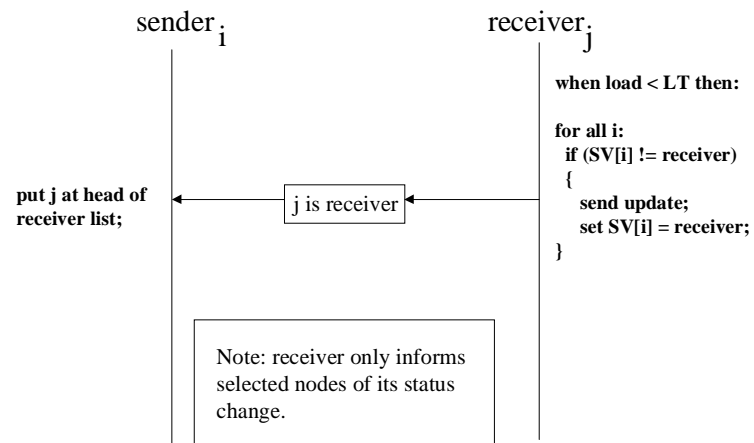 sender i
receiver j
when load < LT then:
for all i:
if (SV[i] != receiver)
{
send update;
set SV[i] = receiver;
}
put j at head of
receiver list;
j is receiver
Note: receiver only informs
selected nodes of its status
change.